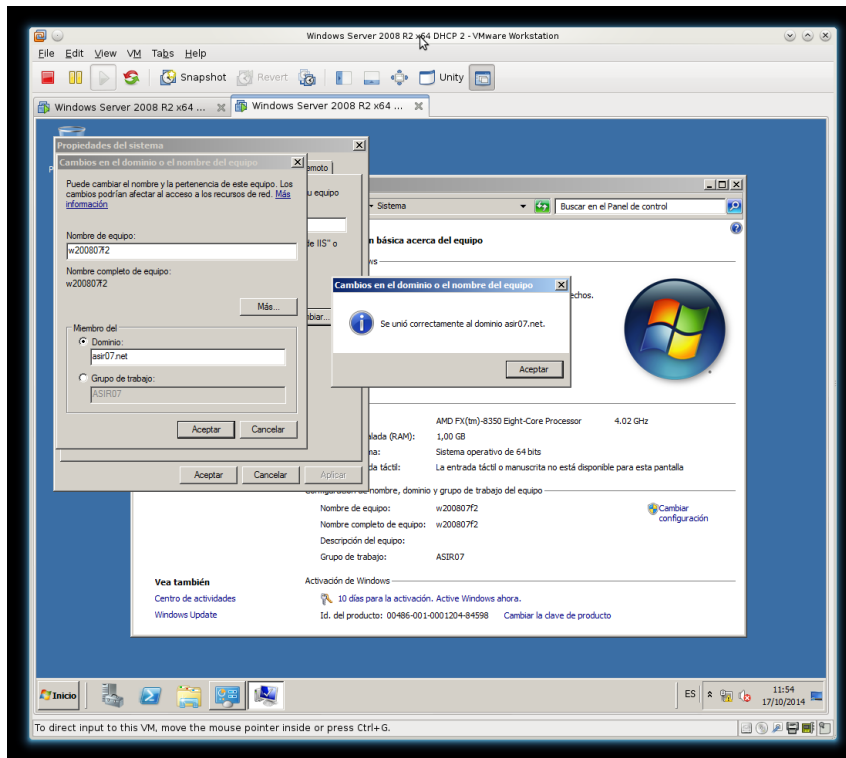 Windows Server 2008 R2 x64 DHCP 2 - VMware Workstation
File Edit View VM Tabs Help
Snapshot Revert Unity
Windows Server 2008 R2 x64 ... Windows Server 2008 R2 x64 ...
Propiedades del sistema
Cambios en el dominio o el nombre del equipo
Puede cambiar el nombre y la pertenencia de este equipo. Los
cambios podrían afectar al acceso a los recursos de red. Más
información
Nombre de equipo:
w200807f2
Nombre completo de equipo:
w200807f2
Más...
Miembro del
Dominio:
asir07.net
Grupo de trabajo:
ASIR07
Aceptar Cancelar
Aceptar Cancelar Aplicar
u equipo
de IIS" o
Sistema
Buscar en el Panel de control
n básica acerca del equipo
echos.
Cambios en el dominio o el nombre del equipo
Se unió correctamente al dominio asir07.net.
Aceptar
AMD FX(tm)-8350 Eight-Core Processor 4.02 GHz
alada (RAM): 1,00 GB
ma: Sistema operativo de 64 bits
da táctil: La entrada táctil o manuscrita no está disponible para esta pantalla
nombre, dominio y grupo de trabajo del equipo
Nombre de equipo: w200807f2
Cambiar
configuración
Nombre completo de equipo: w200807f2
Descripción del equipo:
Grupo de trabajo: ASIR07
Vea también
Centro de actividades
Windows Update
Activación de Windows
10 días para la activación. Active Windows ahora.
Id. del producto: 00486-001-0001204-84598 Cambiar la clave de producto
Inicio
ES
11:54
17/10/2014
To direct input to this VM, move the mouse pointer inside or press Ctrl+G.